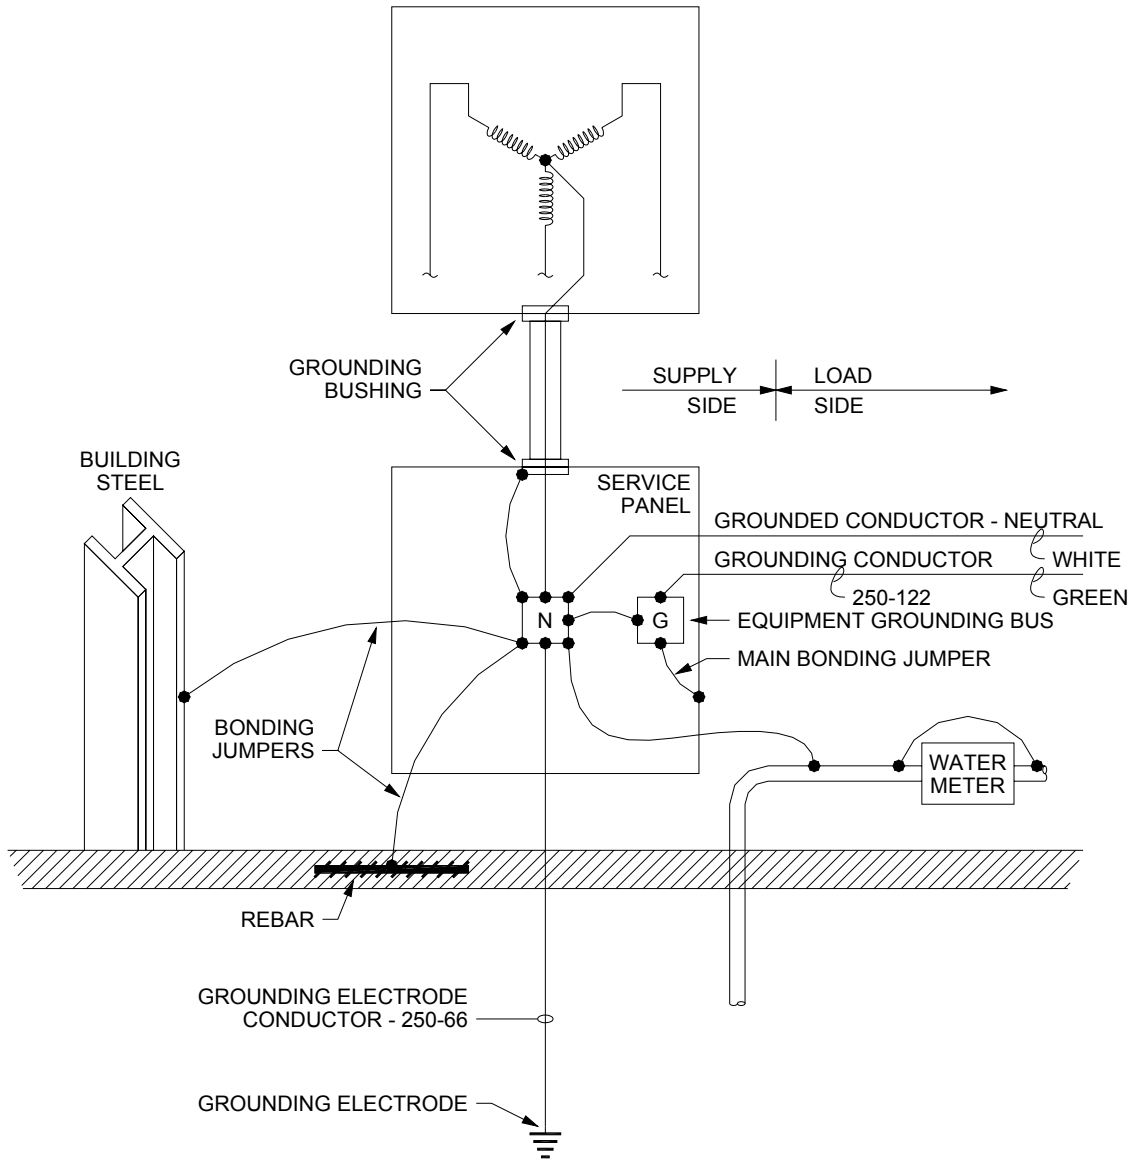 GROUNDING
BUSHING
SUPPLY
SIDE
LOAD
SIDE
BUILDING
STEEL
SERVICE
PANEL
GROUNDED CONDUCTOR - NEUTRAL
WHITE
GROUNDING CONDUCTOR
250-122
GREEN
N
G
EQUIPMENT GROUNDING BUS
MAIN BONDING JUMPER
BONDING
JUMPERS
WATER
METER
REBAR
GROUNDING ELECTRODE
CONDUCTOR - 250-66
GROUNDING ELECTRODE